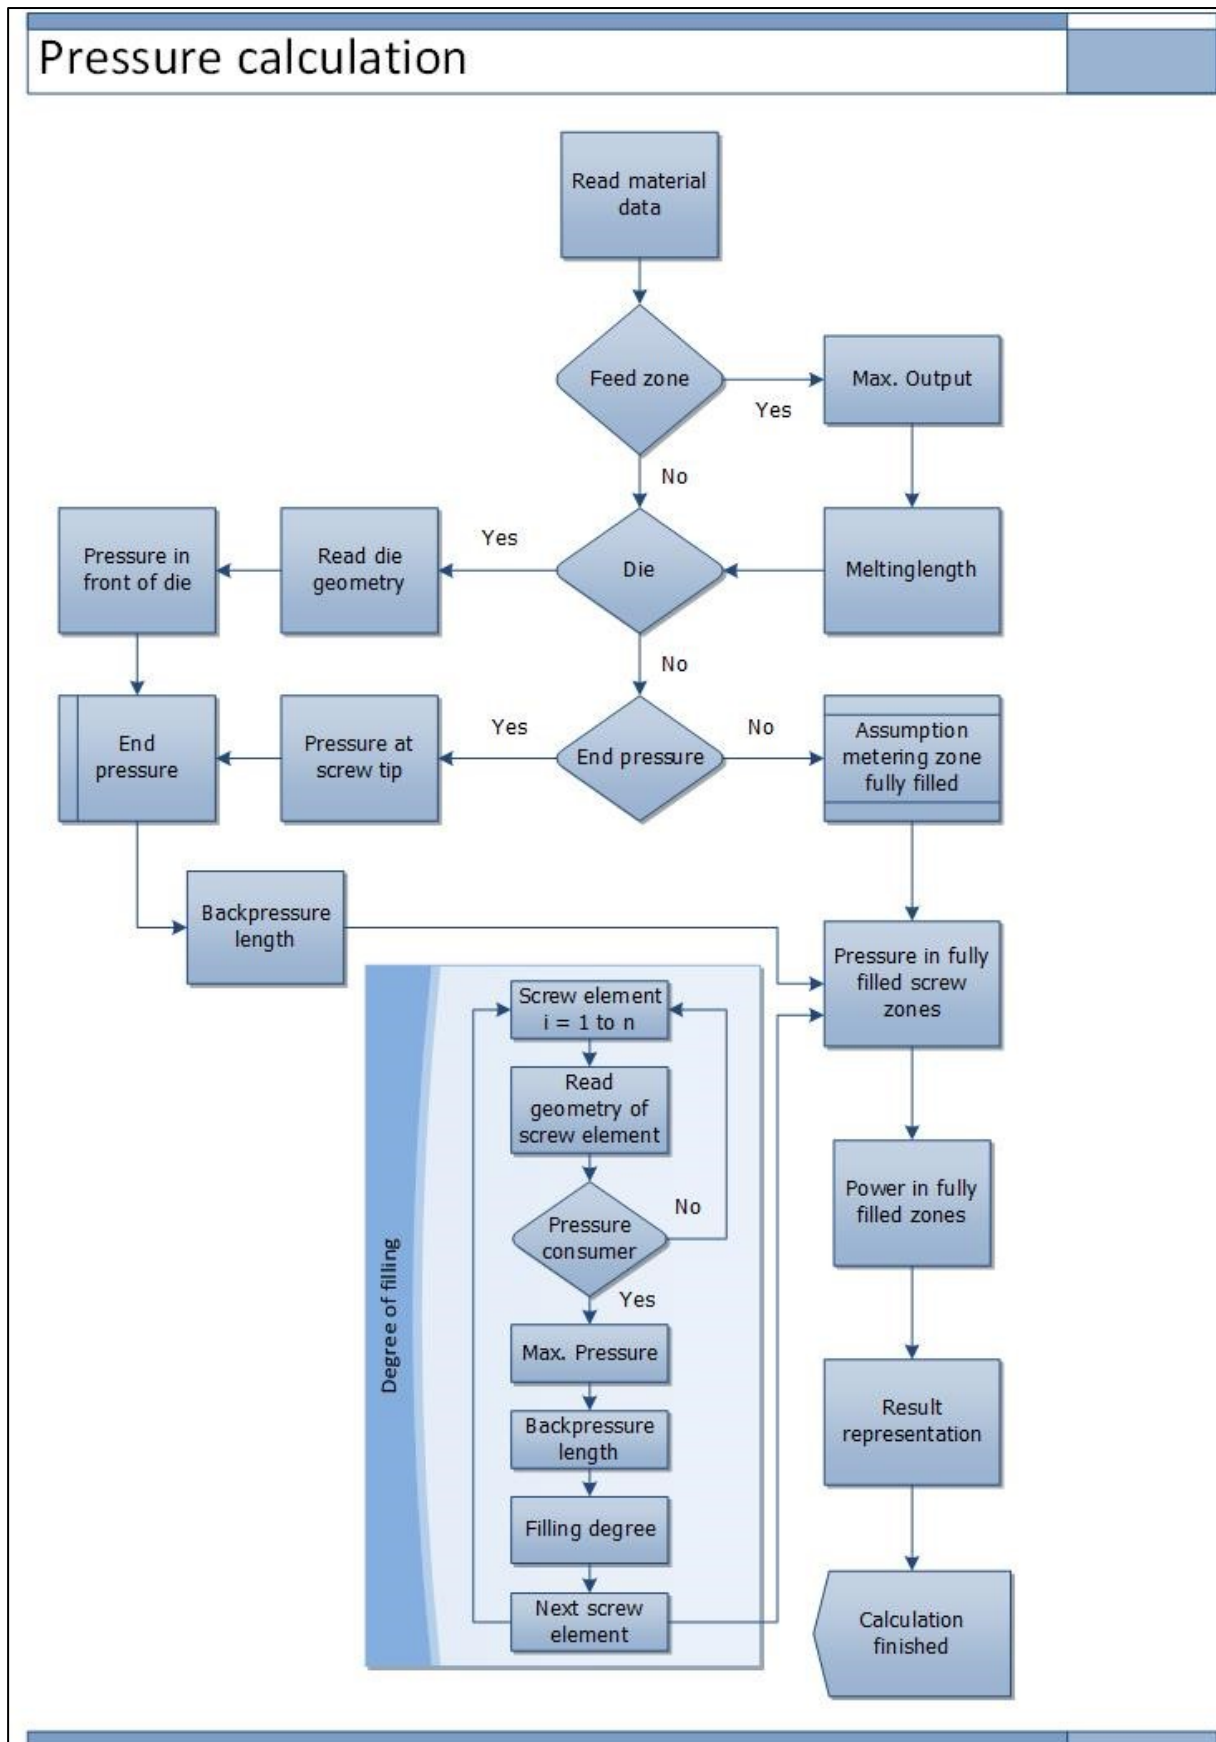 Pressure calculation
Read material
data
Feed zone
Yes
Max. Output
No
Pressure in
front of die
Read die
geometry
Yes
Die
Meltinglength
No
End
pressure
Pressure at
screw tip
Yes
End pressure
No
Assumption
metering zone
fully filled
Backpressure
length
Pressure in fully
filled screw
zones
Degree of filling
Screw element
i = 1 to n
Read
geometry of
screw element
Pressure
consumer
No
Yes
Max. Pressure
Backpressure
length
Filling degree
Next screw
element
Power in fully
filled zones
Result
representation
Calculation
finished